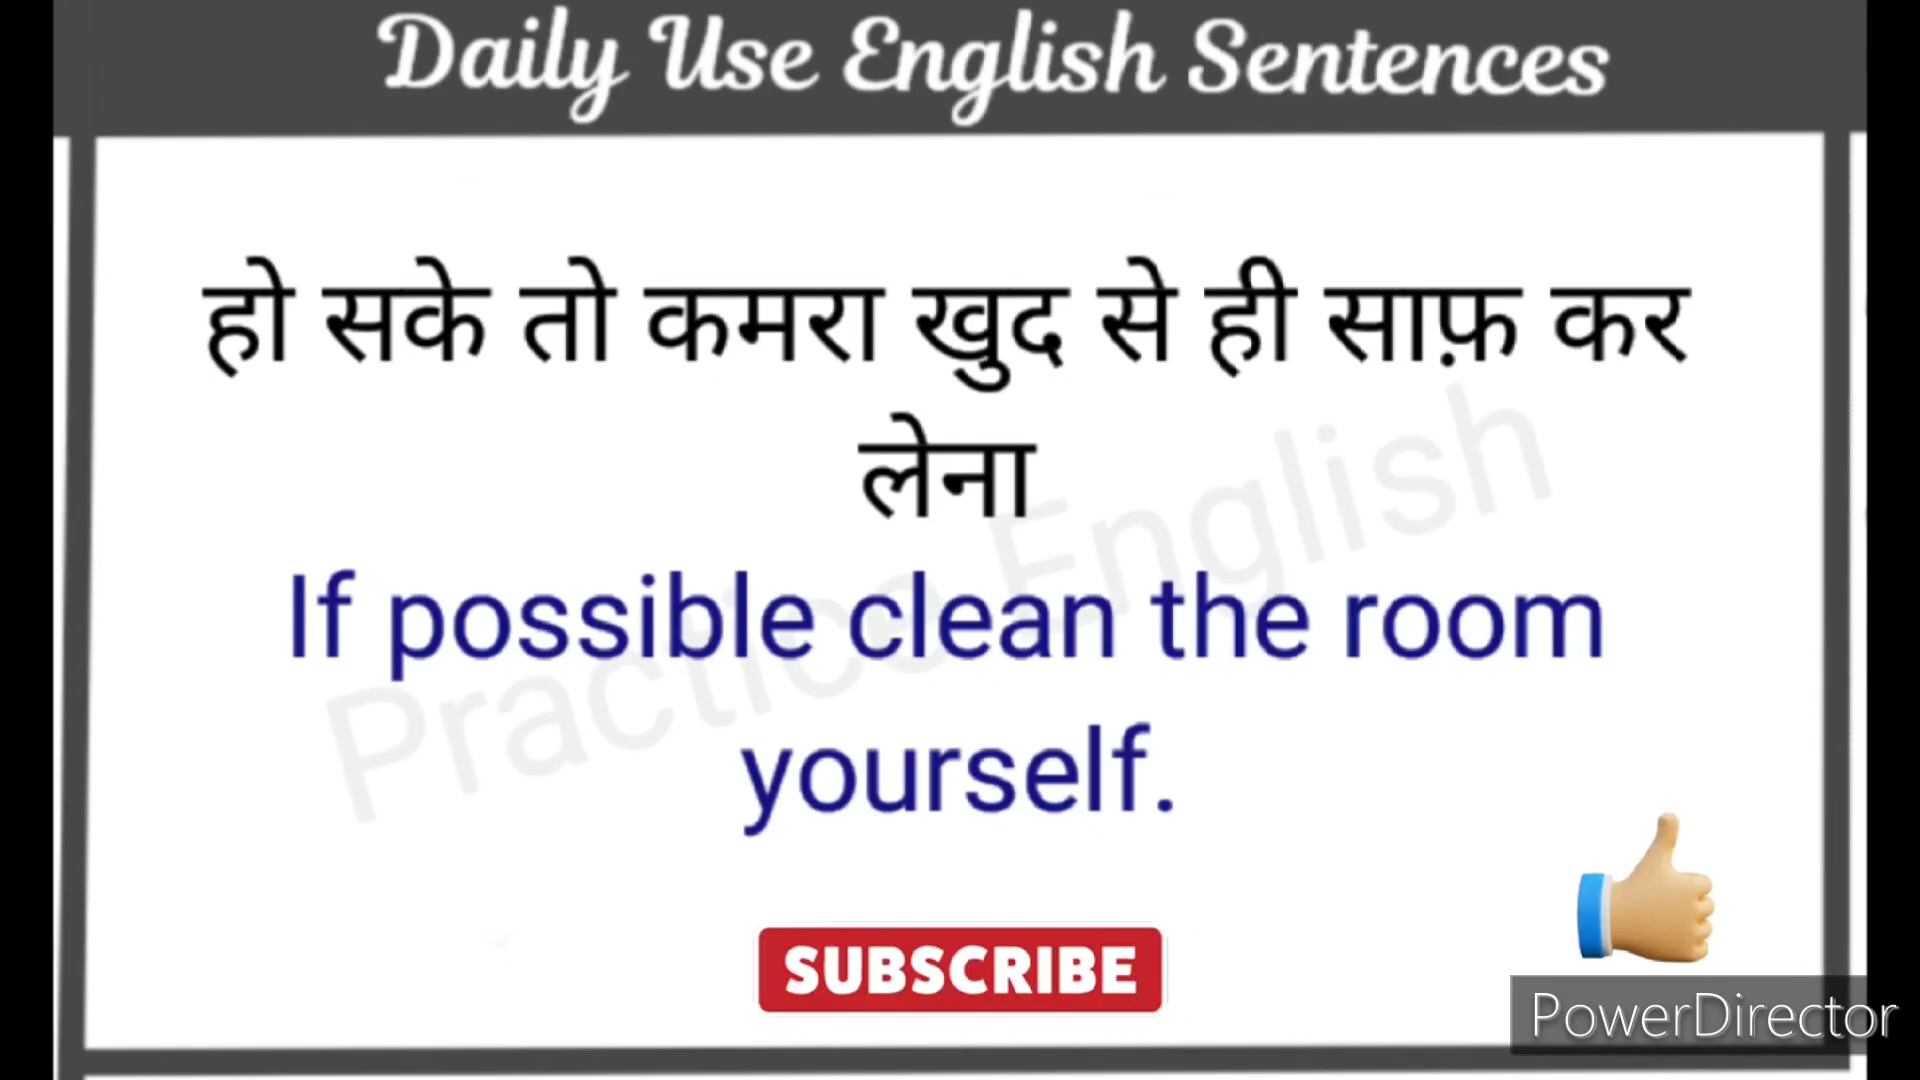 Daily Use English Sentences
हो सके तो कमरा खुद से ही साफ़ कर
लेना
If possible clean the room
yourself.
Practice English
SUBSCRIBE
PowerDirector